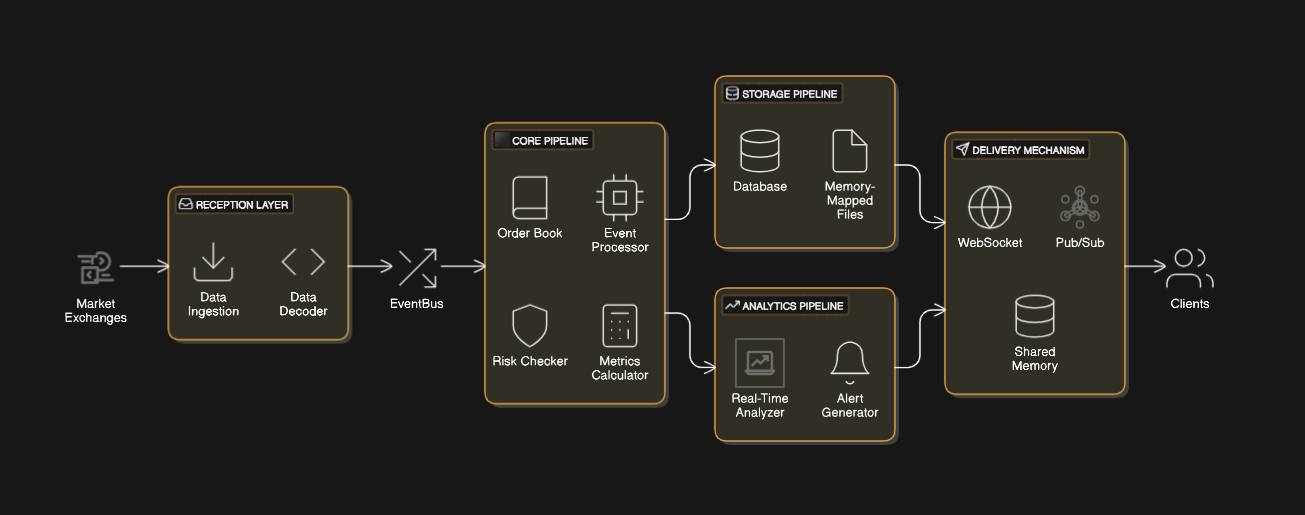 Market
Exchanges
RECEPTION LAYER
Data
Ingestion
Data
Decoder
EventBus
CORE PIPELINE
Order Book
Event
Processor
Risk Checker
Metrics
Calculator
STORAGE PIPELINE
Database
Memory-
Mapped
Files
ANALYTICS PIPELINE
Real-Time
Analyzer
Alert
Generator
DELIVERY MECHANISM
WebSocket
Pub/Sub
Shared
Memory
Clients